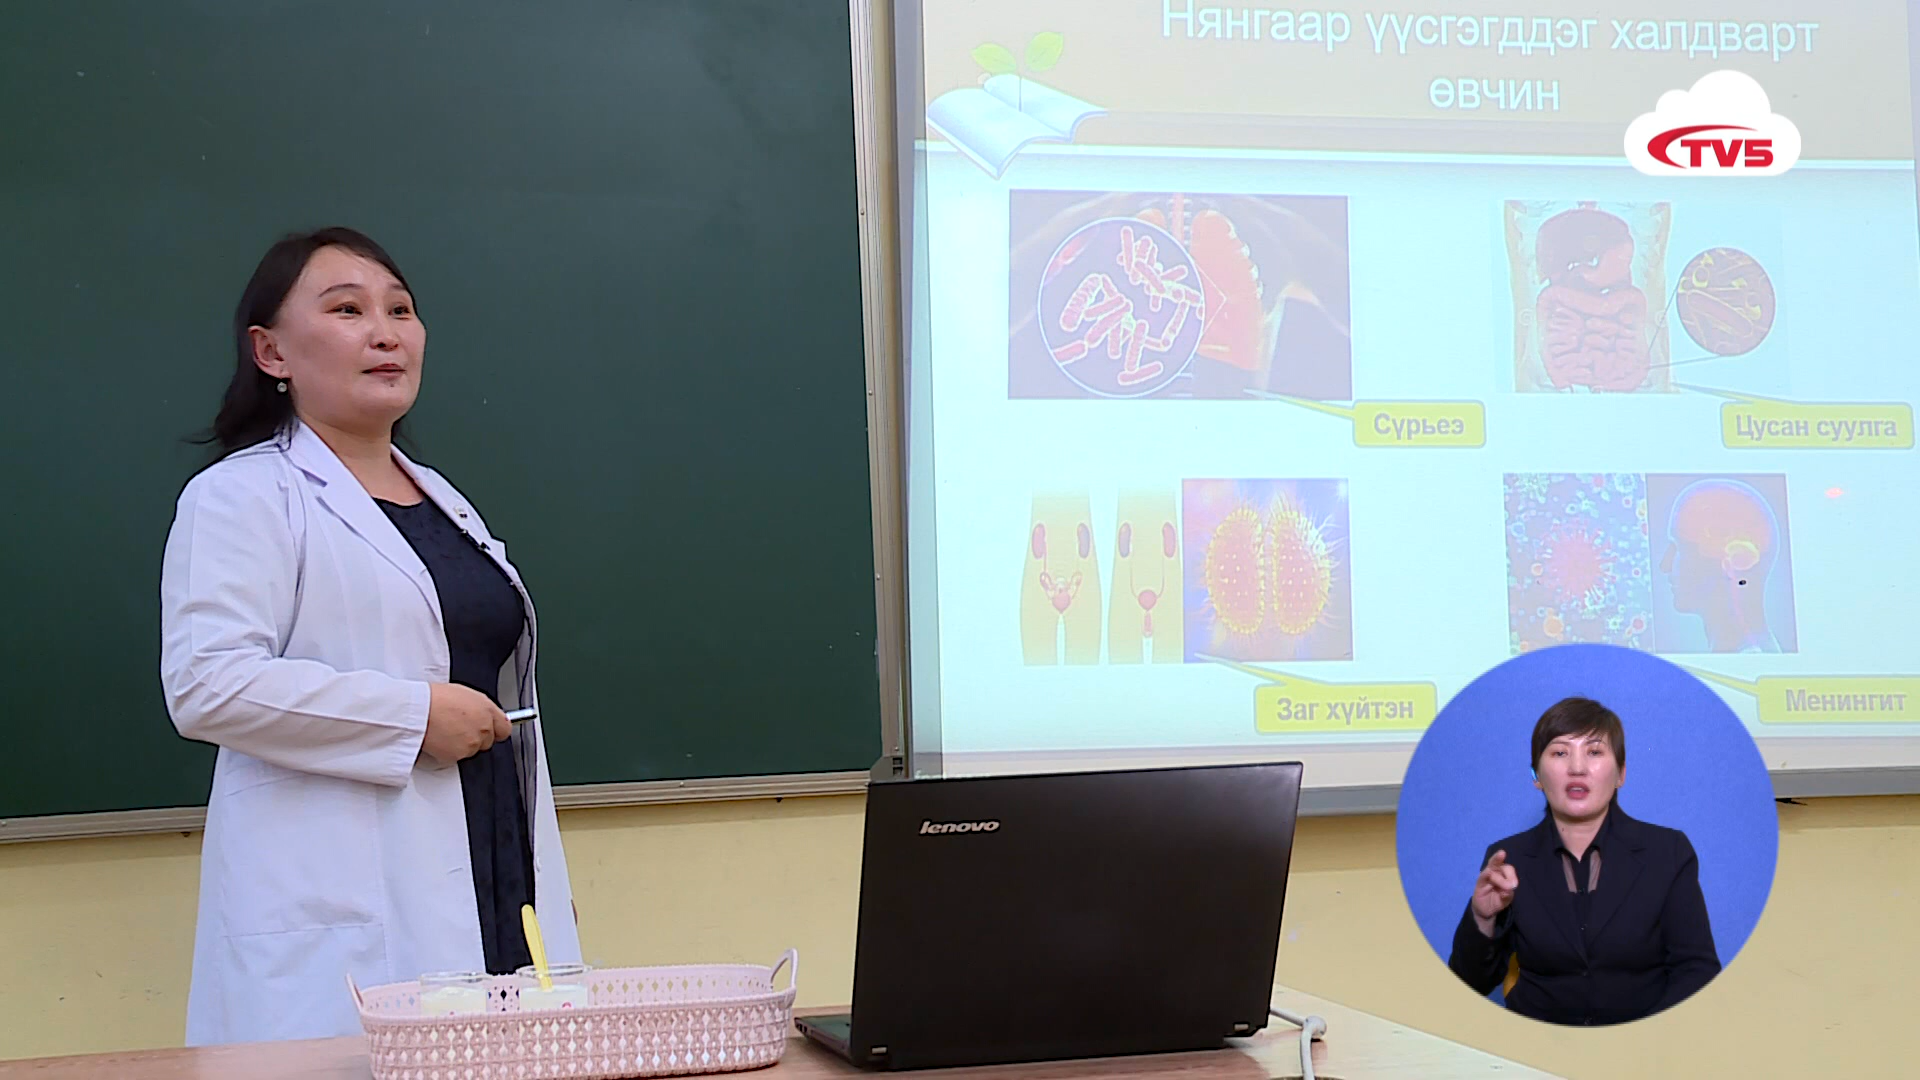 Нянгаар үүсгэгддэг халдварт
өвчин
TV5
Сүрьеэ
Цусан суулга
Заг хүйтэн
Менингит
lenovo